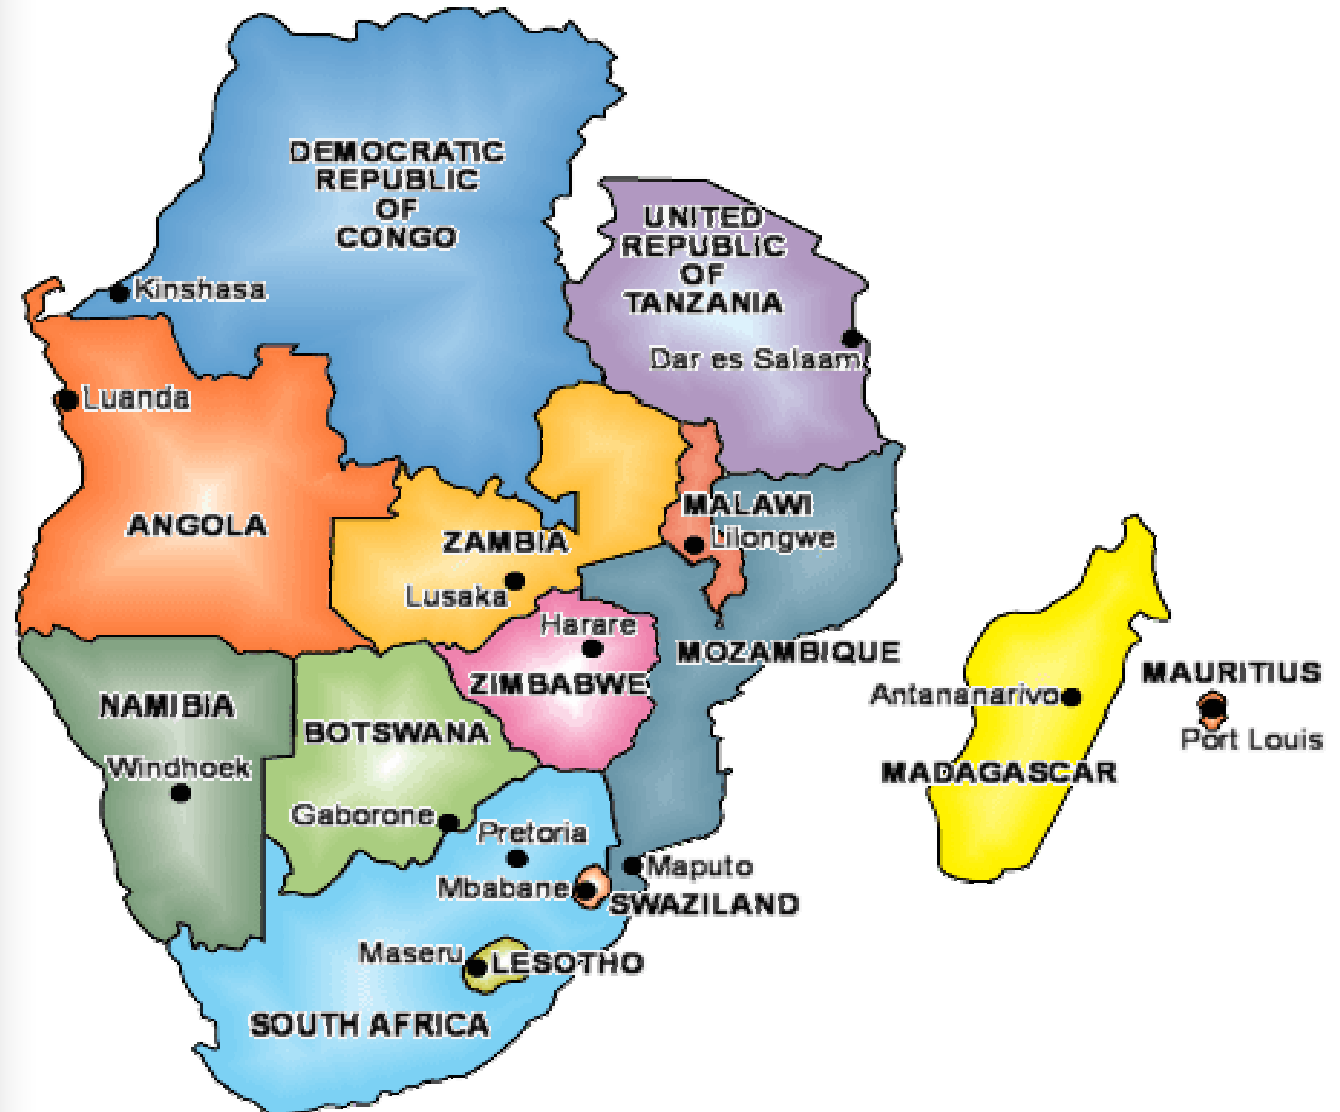 DEMOCRATIC
REPUBLIC
OF
CONGO
UNITED
REPUBLIC
OF
TANZANIA
Kinshasa
Dar es Salaam
Luanda
ANGOLA
ZAMBIA
Lusaka
MALAWI
Lilongwe
Harare
MOZAMBIQUE
ZIMBABWE
NAMIBIA
Windhoek
BOTSWANA
Gaborone
Antananarivo
MADAGASCAR
MAURITIUS
Port Louis
Pretoria
Mbabane
Maputo
SWAZILAND
Maseru
LESOTHO
SOUTH AFRICA